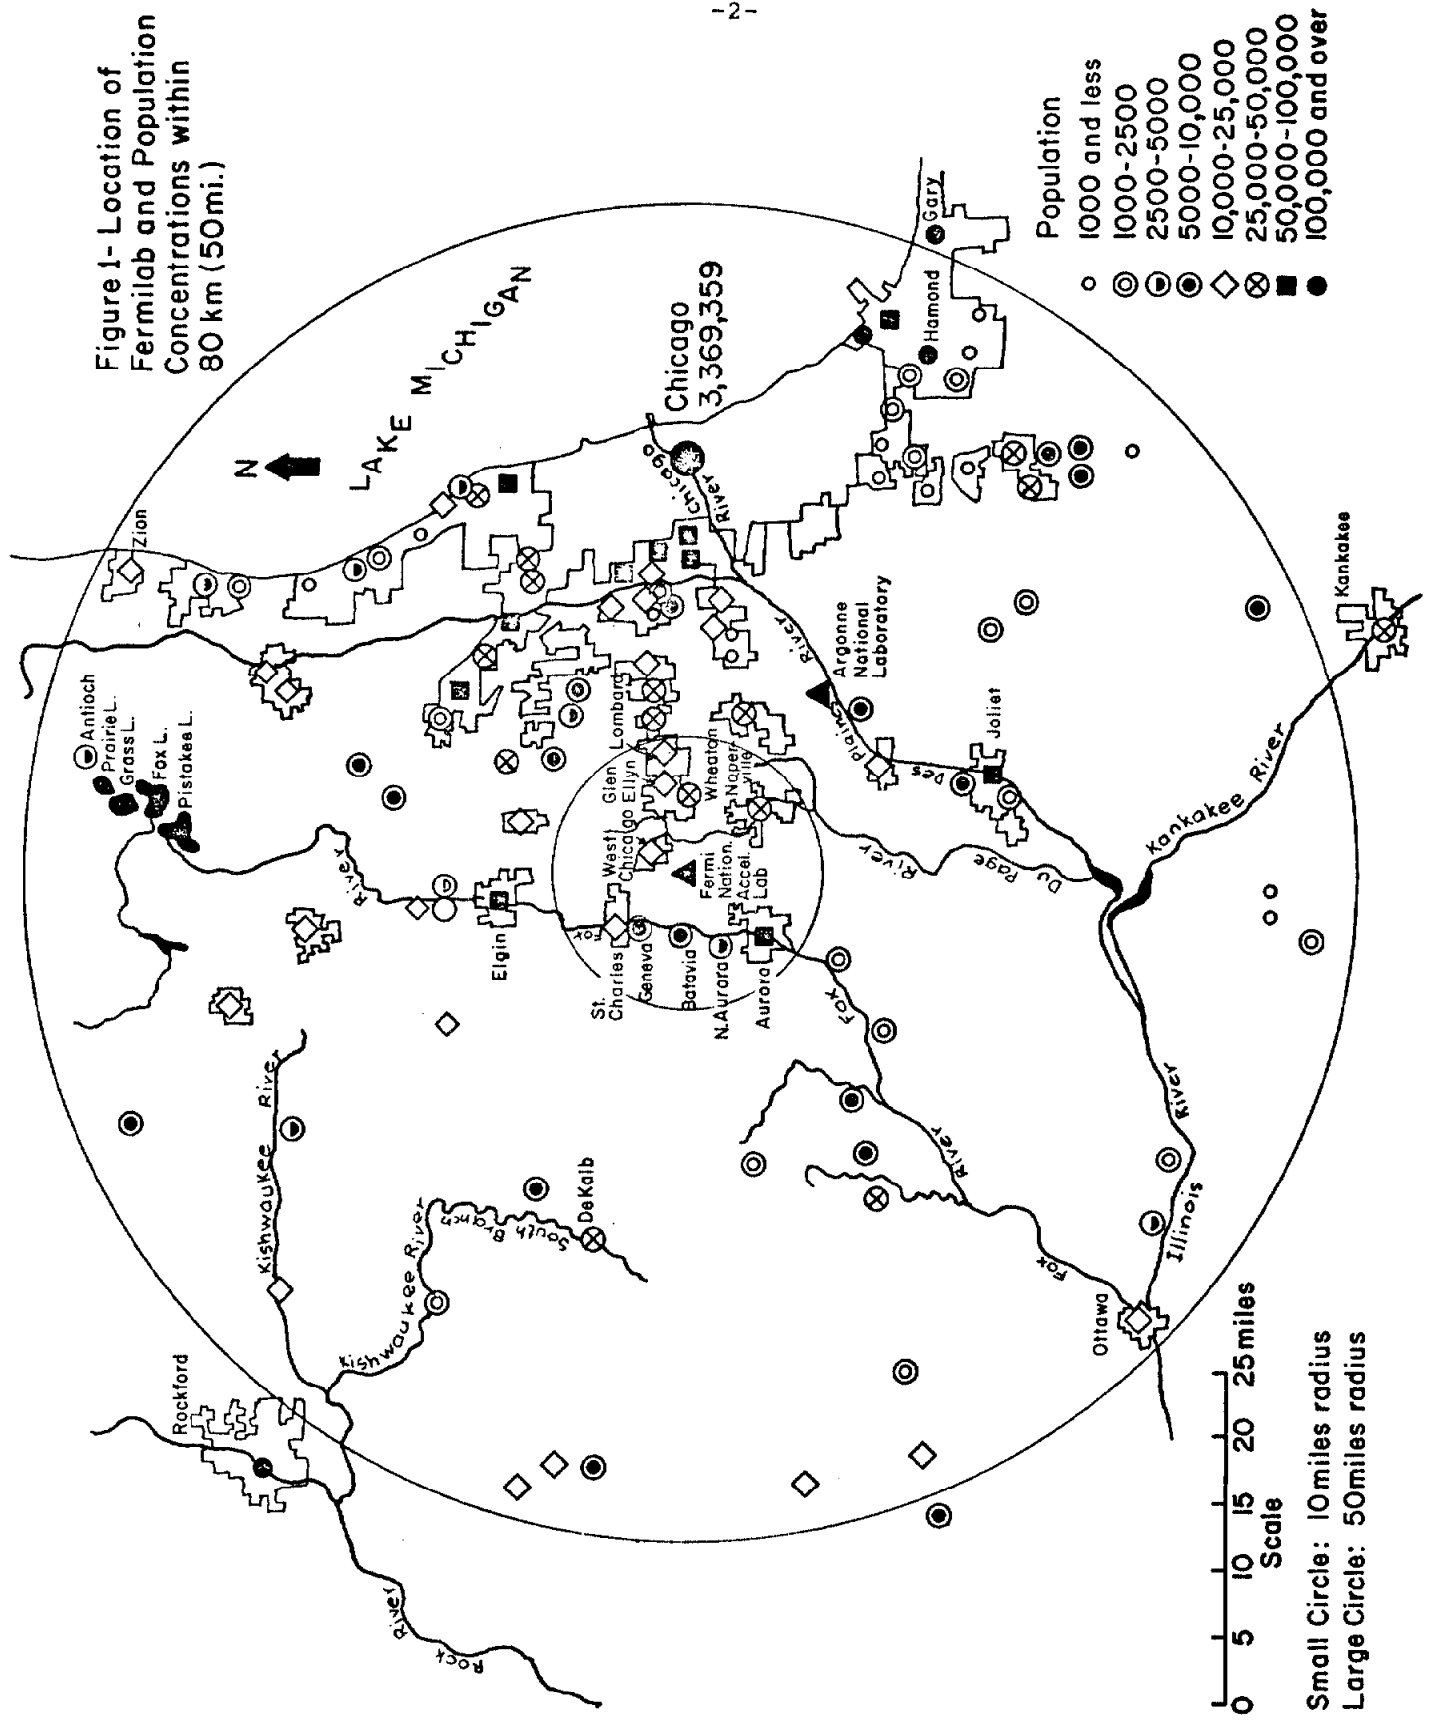 -2-
Figure 1- Location of
Fermilab and Population
Concentrations within
80 km (50mi.)
N
LAKE MICHIGAN
Zion
Antioch
Prairie L.
Grass L.
Fox L.
Pistakee L.
Chicago
3,369,359
Chicago
River
Gary
Hamond
Population
1000 and less
1000-2500
2500-5000
5000-10,000
10,000-25,000
25,000-50,000
50,000-100,000
100,000 and over
Kankakee
Kankakee River
Argonne
National
Laboratory
River
Plaines
Des
Joliet
Lombard
Glen
Ellyn
Wheaton
Naper-
ville
West
Chicago
Fermi
Nation.
Accel.
Lab
River
Page
Du
River
Elgin
Fox
St.
Charles
Geneva
Batavia
N. Aurora
Aurora
Fox
River
Fox
River
Illinois
Ottawa
Kishwaukee River
Kishwaukee River
South Branch
DeKalb
Rockford
Rock
River
0 5 10 15 20 25 miles
Scale
Small Circle: 10 miles radius
Large Circle: 50miles radius